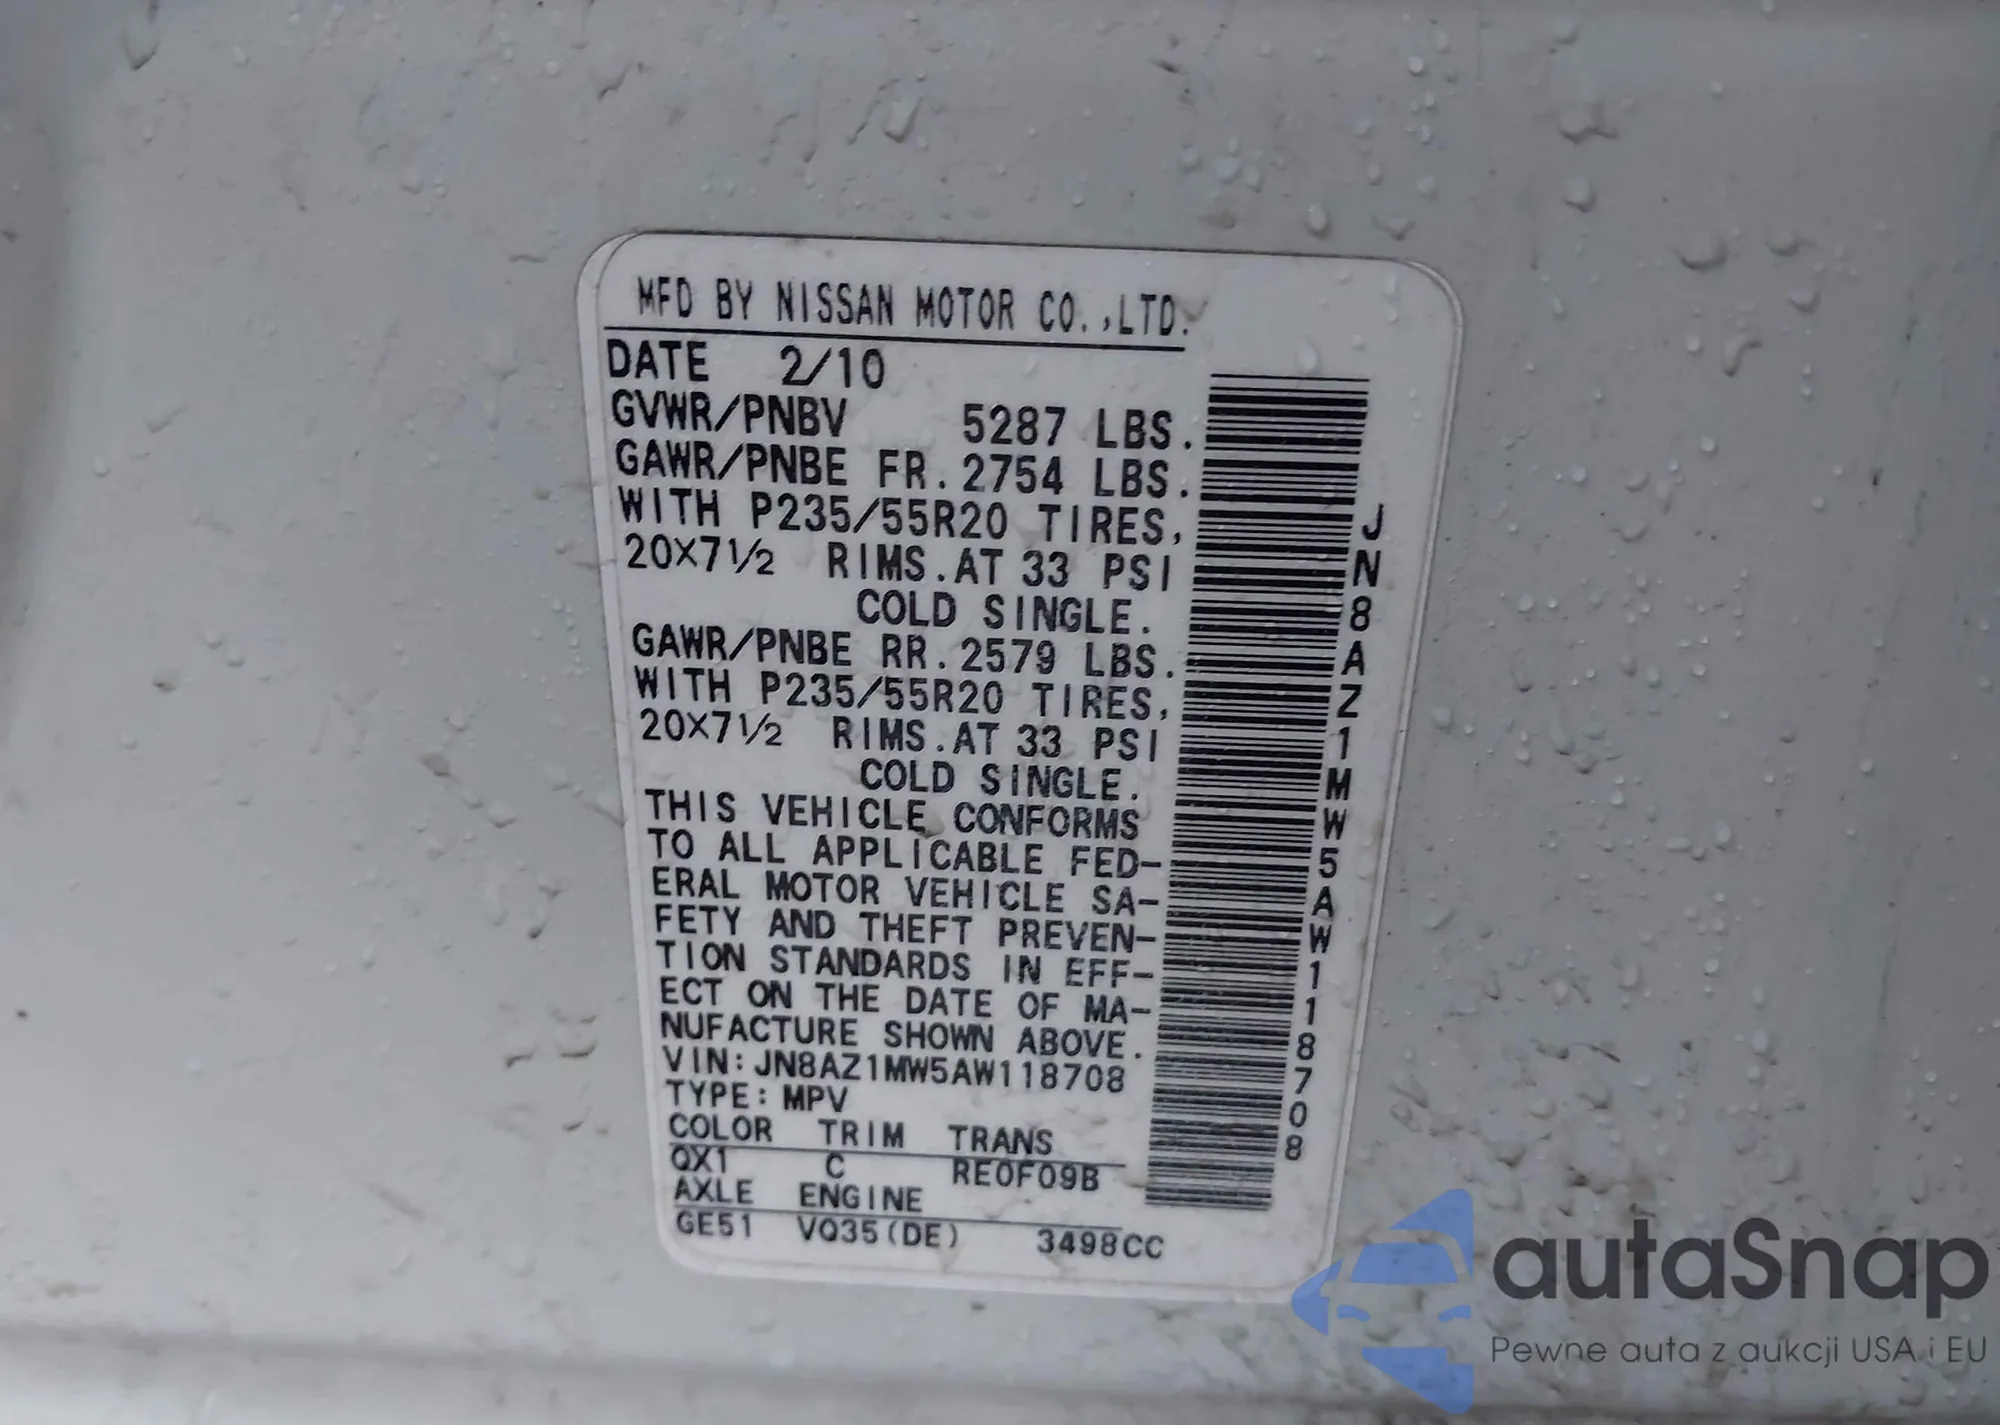 MFD BY NISSAN MOTOR CO.,LTD.
DATE 2/10
GVWR/PNBV 5287 LBS.
GAWR/PNBE FR. 2754 LBS.
WITH P235/55R20 TIRES,
20X7½ RIMS.AT 33 PSI
COLD SINGLE.
GAWR/PNBE RR. 2579 LBS.
WITH P235/55R20 TIRES,
20X7½ RIMS.AT 33 PSI
COLD SINGLE.
THIS VEHICLE CONFORMS
TO ALL APPLICABLE FED-
ERAL MOTOR VEHICLE SA-
FETY AND THEFT PREVEN-
TION STANDARDS IN EFF-
ECT ON THE DATE OF MA-
NUFACTURE SHOWN ABOVE.
VIN:JN8AZ1MW5AW118708
TYPE:MPV
COLOR TRIM TRANS
QX1 C RE0F09B
AXLE ENGINE
GE51 VQ35(DE) 3498CC
JN8AZ1MW5AW118708
autaSnap
Pewne auta z aukcji USA i EU